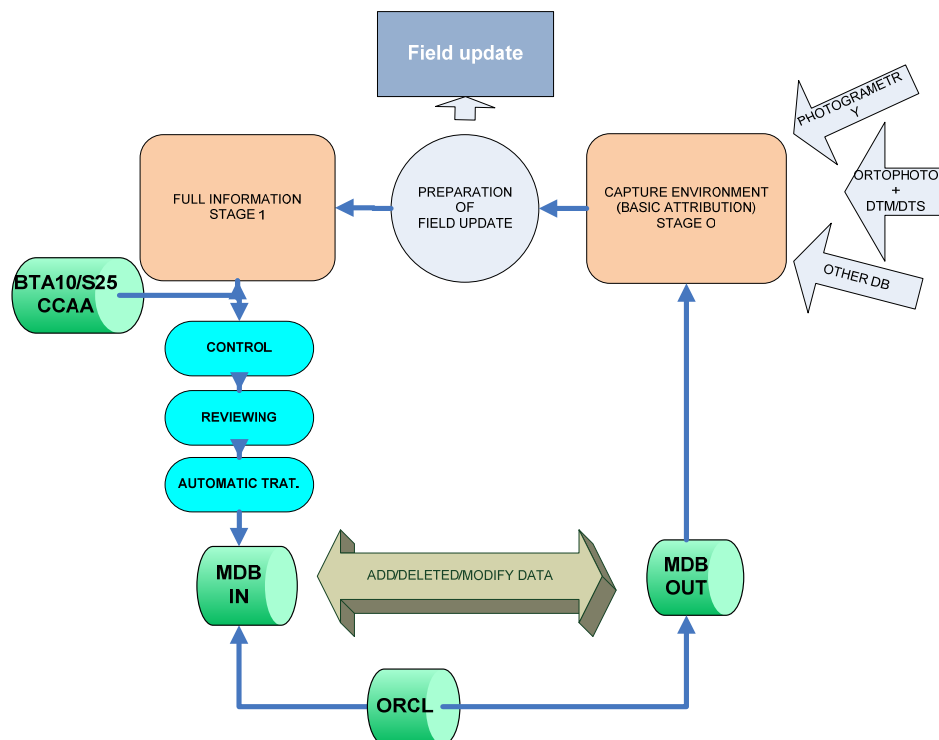 Field update
PHOTOGRAMETR
Y
ORTOPHOTO
+
DTM/DTS
OTHER DB
FULL INFORMATION
STAGE 1
PREPARATION
OF
FIELD UPDATE
CAPTURE ENVIRONMENT
(BASIC ATTRIBUTION)
STAGE O
BTA10/S25
CCAA
CONTROL
REVIEWING
AUTOMATIC TRAT.
MDB
IN
ADD/DELETED/MODIFY DATA
MDB
OUT
ORCL